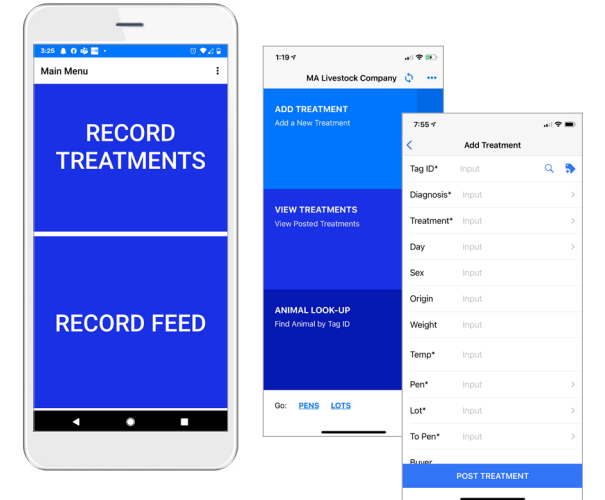 3:25
Main Menu
RECORD
TREATMENTS
RECORD FEED
1:19
MA Livestock Company
ADD TREATMENT
Add a New Treatment
VIEW TREATMENTS
View Posted Treatments
ANIMAL LOOK-UP
Find Animal by Tag ID
Go: PENS LOTS
7:55
Add Treatment
Tag ID* Input
Diagnosis* Input
Treatment* Input
Day Input
Sex Input
Origin Input
Weight Input
Temp* Input
Pen* Input
Lot* Input
To Pen* Input
Buyer
POST TREATMENT